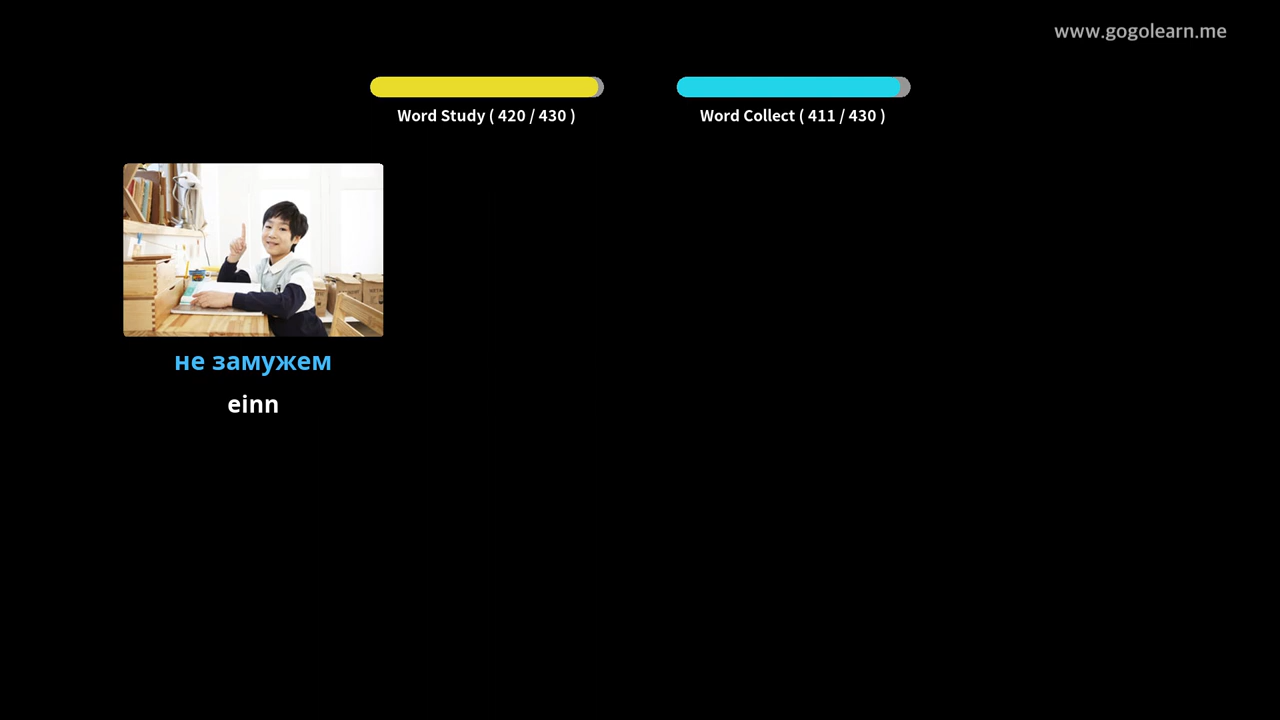 www.gogolearn.me
Word Study ( 420 / 430 )
Word Collect ( 411 / 430 )
не замужем
einn